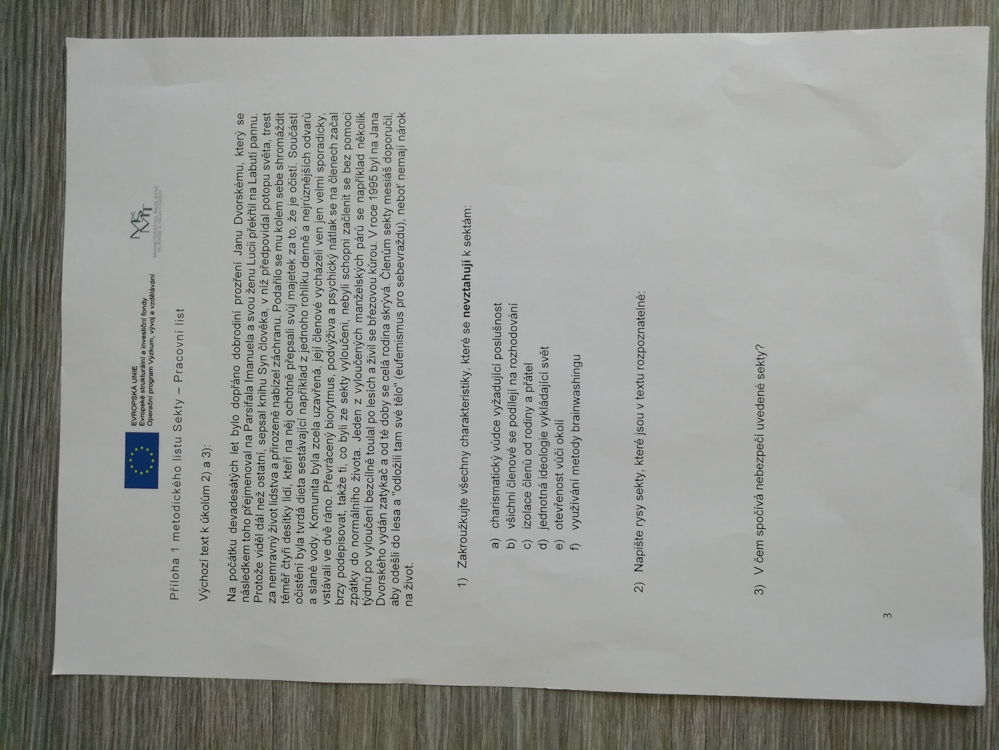 EVROPSKÁ UNIE
Evropské strukturální a investiční fondy
Operační program Výzkum, vývoj a vzdělávání
MŠMT
MINISTERSTVO ŠKOLSTVÍ,
MLÁDEŽE A TĚLOVÝCHOVY
Příloha 1 metodického listu Sekty – Pracovní list
Výchozí text k úkolům 2) a 3):
Na počátku devadesátých let bylo dopřáno dobrodiní prozření Janu Dvorskému, který se
následkem toho přejmenoval na Parsifala Imanuela a svou ženu Lucii překřtil na Labutí pannu.
Protože viděl dál než ostatní, sepsal knihu Syn člověka, v níž předpovídal potopu světa, trest
za nemravný život lidstva a přirozeně nabízel záchranu. Podařilo se mu kolem sebe shromáždit
téměř čtyři desítky lidí, kteří na něj ochotně přepsali svůj majetek za to, že je očistí. Součástí
očistění byla tvrdá dieta sestávající například z jednoho rohlíku denně a nejrůznějších odvarů
a slané vody. Komunita byla zcela uzavřená, její členové vycházeli ven jen velmi sporadicky,
vstávali ve dvě ráno. Převrácený biorytmus, podvýživa a psychický nátlak se na členech začal
brzy podepisovat, takže ti, co byli ze sekty vyloučeni, nebyli schopni začlenit se bez pomoci
zpátky do normálního života. Jeden z vyloučených manželských párů se například několik
týdnů po vyloučení bezcílně toulal po lesích a živil se březovou kůrou. V roce 1995 byl na Jana
Dvorského vydán zatykač a od té doby se celá rodina skrývá. Členům sekty mesiáš doporučil,
aby odešli do lesa a "odložili tam své tělo" (eufemismus pro sebevraždu), neboť nemají nárok
na život.
1) Zakroužkujte všechny charakteristiky, které se nevztahují k sektám:
a) charismatický vůdce vyžadující poslušnost
b) všichni členové se podílejí na rozhodování
c) izolace členů od rodiny a přátel
d) jednotná ideologie vykládající svět
e) otevřenost vůči okolí
f) využívání metody brainwashingu
2) Napište rysy sekty, které jsou v textu rozpoznatelné:
3) V čem spočívá nebezpečí uvedené sekty?
3